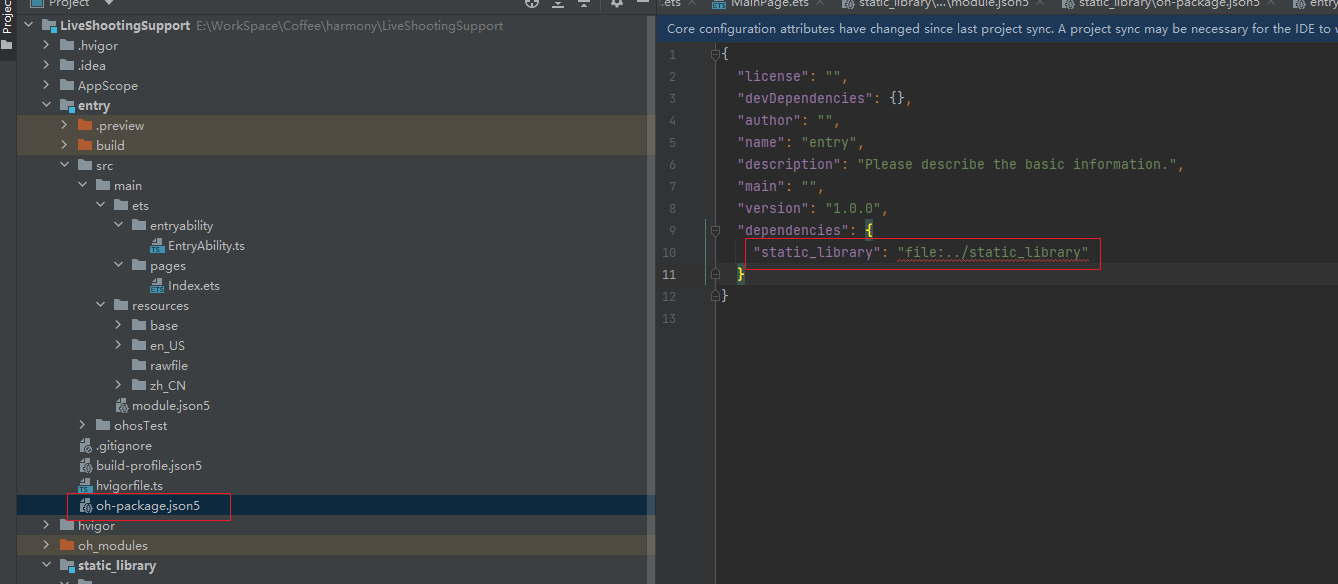 Project
Project
LiveShootingSupport E:\WorkSpace\Coffee\harmony\LiveShootingSupport
.hvigor
.idea
AppScope
entry
.preview
build
src
main
ets
entryability
EntryAbility.ts
pages
Index.ets
resources
base
en_US
rawfile
zh_CN
module.json5
ohosTest
.gitignore
build-profile.json5
hvigorfile.ts
oh-package.json5
hvigor
oh_modules
static_library
.ets MainPage.ets static_library\...\module.json5 static_library\oh-package.json5 entry
Core configuration attributes have changed since last project sync. A project sync may be necessary for the IDE to
1 {
2 "license": "",
3 "devDependencies": {},
4 "author": "",
5 "name": "entry",
6 "description": "Please describe the basic information.",
7 "main": "",
8 "version": "1.0.0",
9 "dependencies": {
10 "static_library": "file:../static_library"
11 }
12 }
13